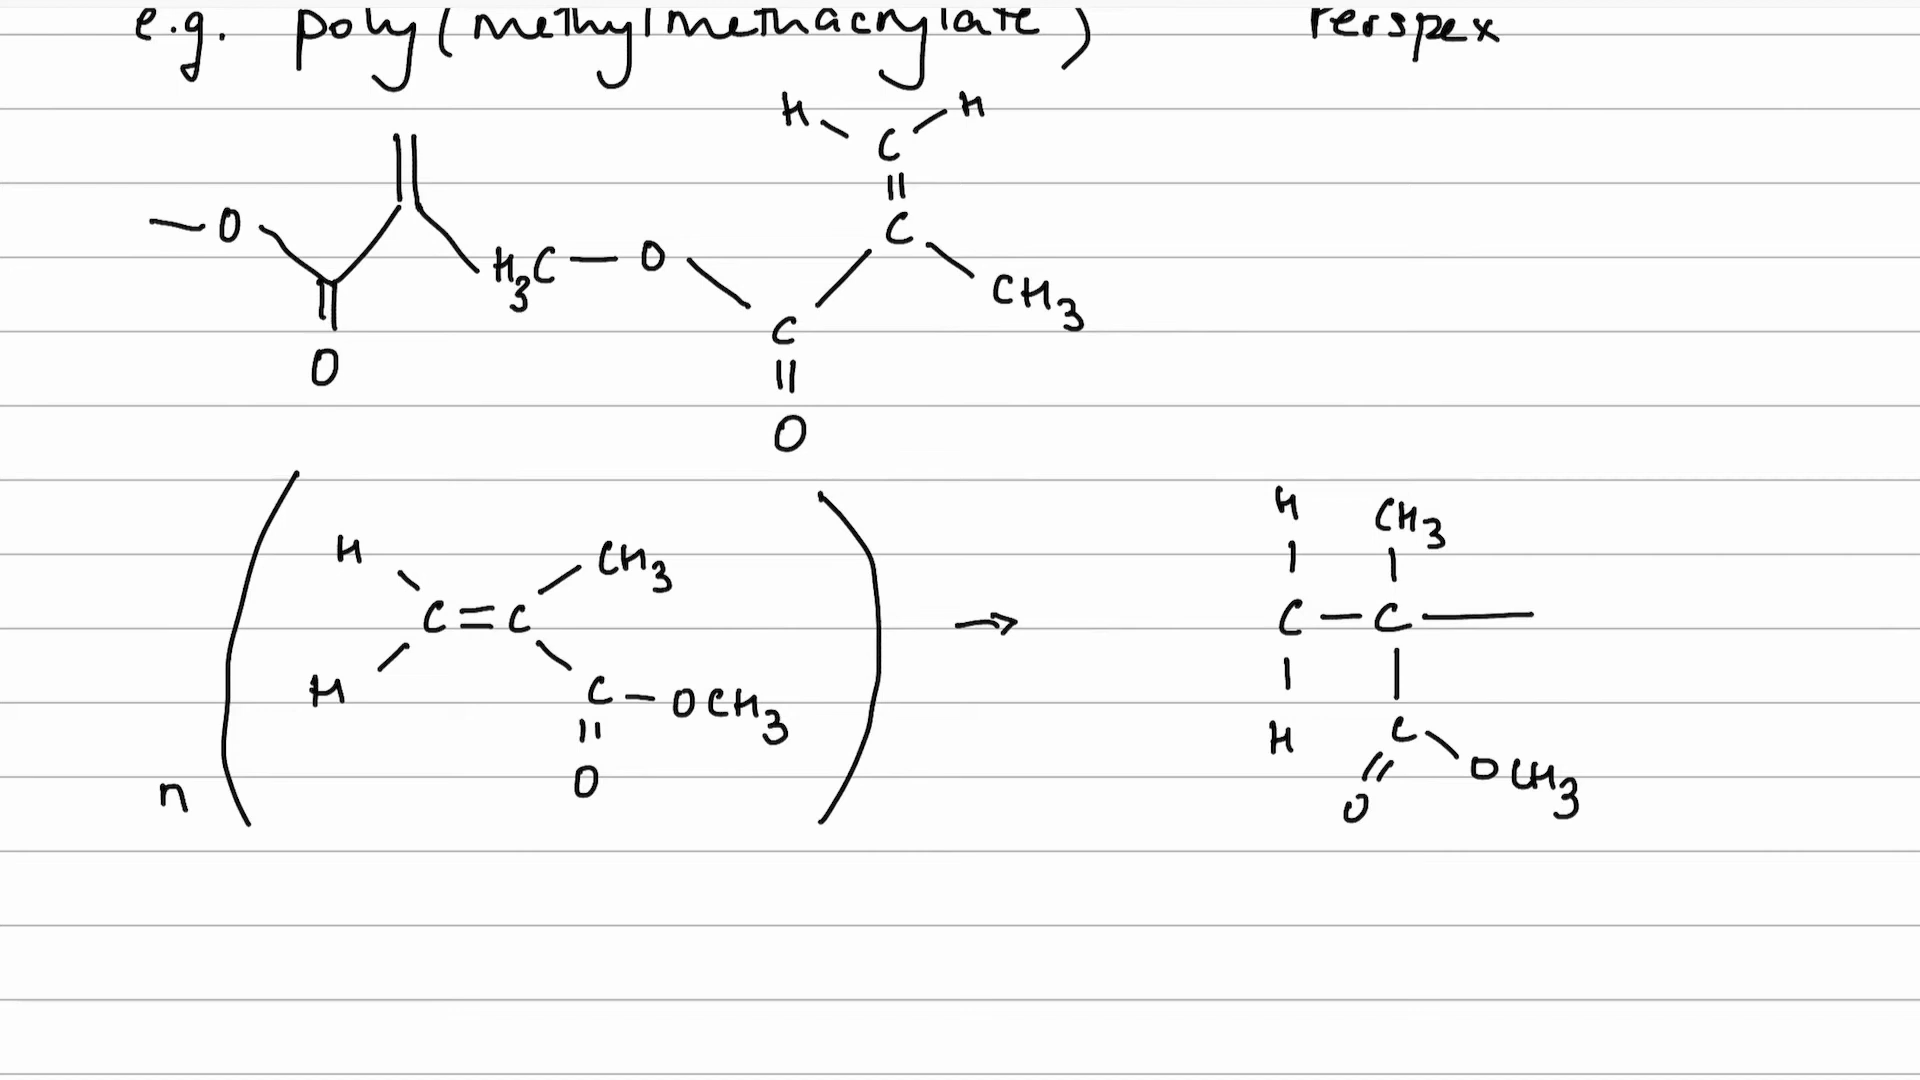 e.g. poly(methylmethacrylate) Perspex
H H
C
=
— O C
H3C — O CH3
C
O =
O
H CH3
H CH3
C = C → C — C —
H C — OCH3 H C
n = O OCH3
O